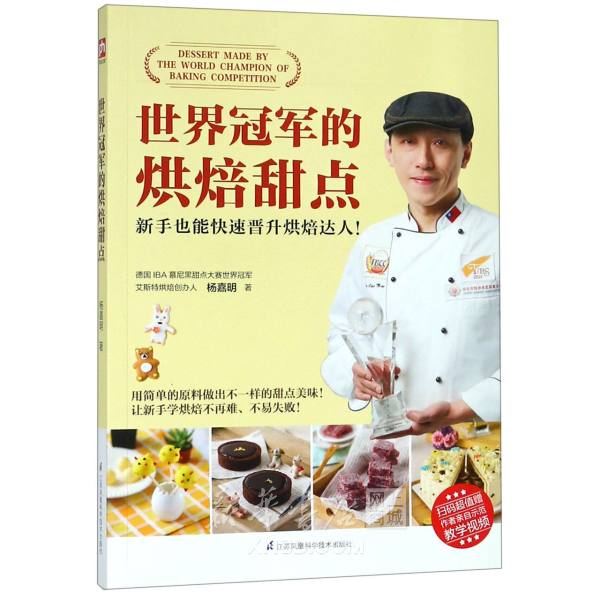 DESSERT MADE BY
THE WORLD CHAMPION OF
BAKING COMPETITION
世界冠军的
烘焙甜点
新手也能快速晋升烘焙达人!
德国 IBA 慕尼黑甜点大赛世界冠军
艾斯特烘焙创办人 杨嘉明 著
用简单的原料做出不一样的甜点美味!
让新手学烘焙不再难、不易失败!
扫码超值赠
作者亲自示范
教学视频
江苏凤凰科学技术出版社
世界冠军的烘焙甜点
杨嘉明 著